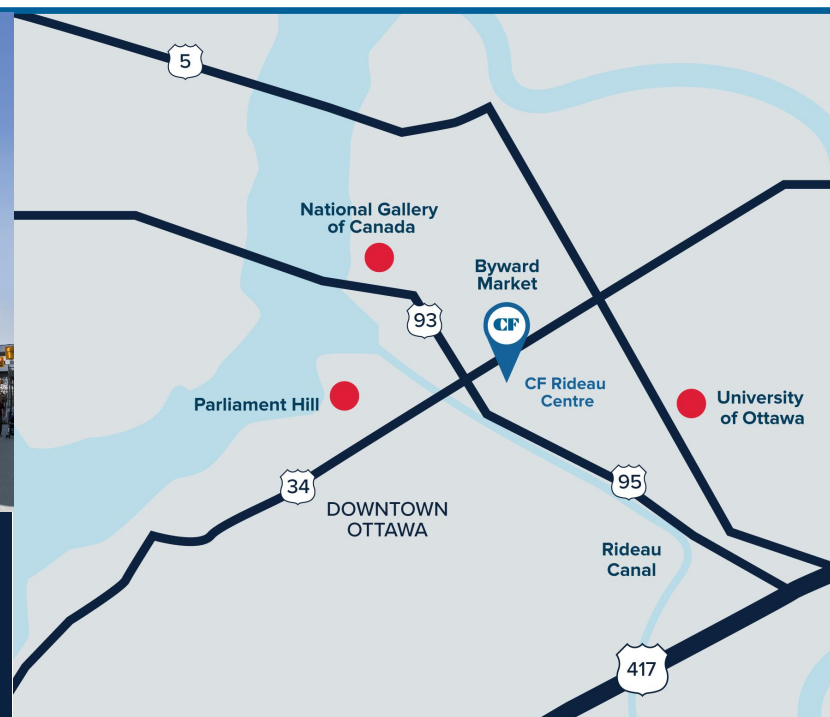 5
National Gallery
of Canada
93
Byward
Market
CF
CF Rideau
Centre
Parliament Hill
University
of Ottawa
34
DOWNTOWN
OTTAWA
95
Rideau
Canal
417